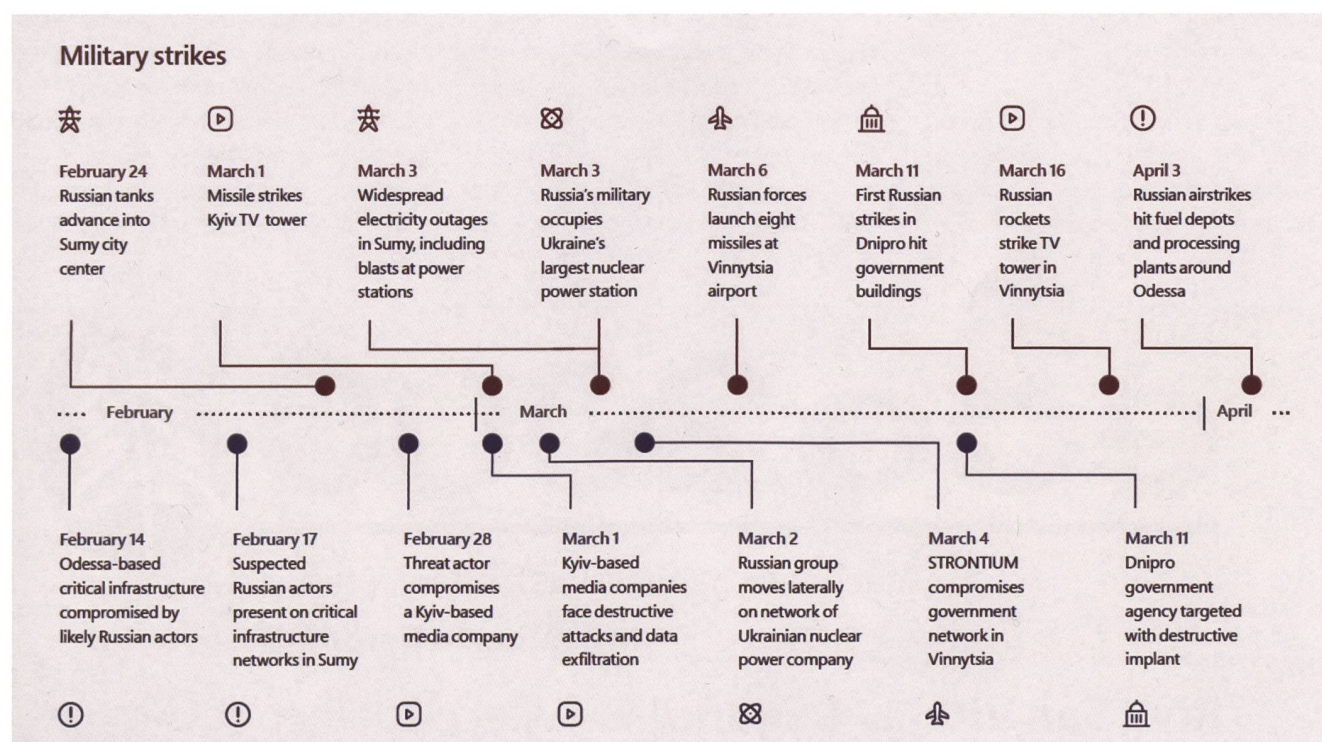 Military strikes
February 24
Russian tanks
advance into
Sumy city
center
March 1
Missile strikes
Kyiv TV tower
March 3
Widespread
electricity outages
in Sumy, including
blasts at power
stations
March 3
Russia's military
occupies
Ukraine's
largest nuclear
power station
March 6
Russian forces
launch eight
missiles at
Vinnytsia
airport
March 11
First Russian
strikes in
Dnipro hit
government
buildings
March 16
Russian
rockets
strike TV
tower in
Vinnytsia
April 3
Russian airstrikes
hit fuel depots
and processing
plants around
Odessa
February
March
April
February 14
Odessa-based
critical infrastructure
compromised by
likely Russian actors
February 17
Suspected
Russian actors
present on critical
infrastructure
networks in Sumy
February 28
Threat actor
compromises
a Kyiv-based
media company
March 1
Kyiv-based
media companies
face destructive
attacks and data
exfiltration
March 2
Russian group
moves laterally
on network of
Ukrainian nuclear
power company
March 4
STRONTIUM
compromises
government
network in
Vinnytsia
March 11
Dnipro
government
agency targeted
with destructive
implant